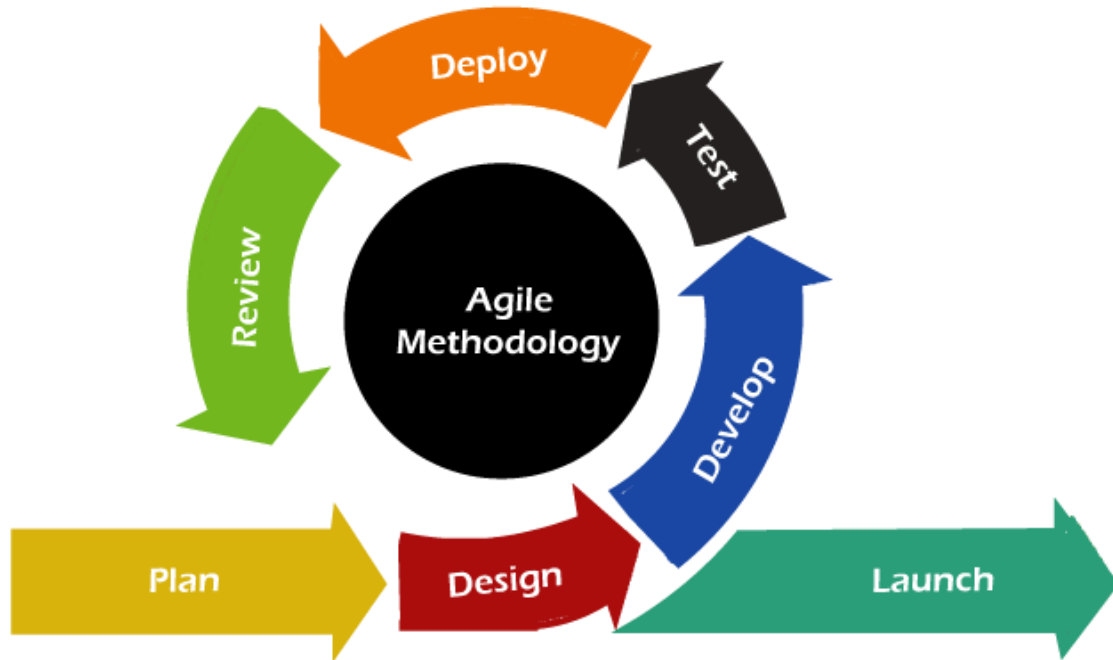 Deploy
Test
Review
Agile
Methodology
Develop
Plan
Design
Launch